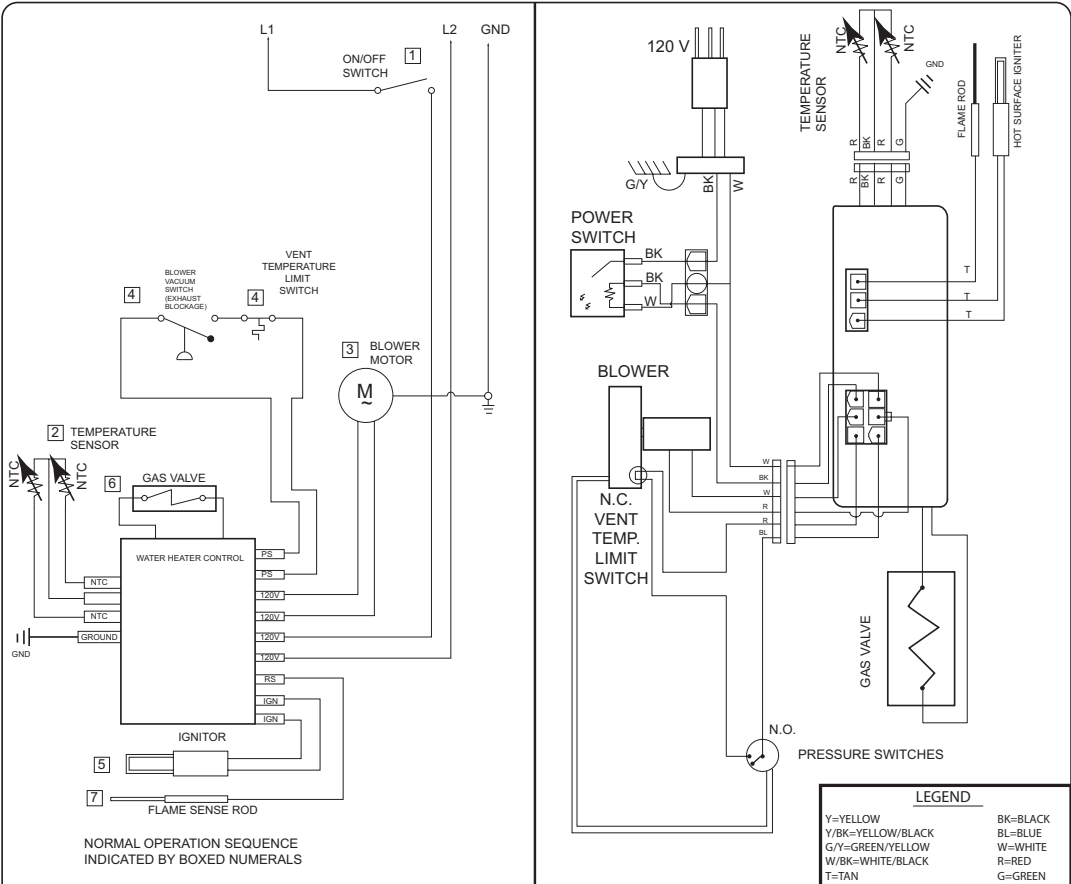 L1
L2
GND
ON/OFF
SWITCH
1
VENT
TEMPERATURE
LIMIT
SWITCH
BLOWER
VACUUM
SWITCH
(EXHAUST
BLOCKAGE)
4
4
3
BLOWER
MOTOR
M
~
2
TEMPERATURE
SENSOR
NTC
NTC
6
GAS VALVE
WATER HEATER CONTROL
PS
PS
NTC
120V
NTC
120V
GROUND
120V
GND
120V
RS
IGN
IGN
IGNITOR
5
7
FLAME SENSE ROD
NORMAL OPERATION SEQUENCE
INDICATED BY BOXED NUMERALS
120 V
G/Y
BK
W
POWER
SWITCH
BK
BK
W
TEMPERATURE
SENSOR
NTC
NTC
GND
FLAME ROD
HOT SURFACE IGNITER
R
BK
R
G
R
BK
R
G
T
T
T
BLOWER
N.C.
VENT
TEMP.
LIMIT
SWITCH
W
BK
W
R
R
BL
GAS VALVE
N.O.
PRESSURE SWITCHES
LEGEND
Y=YELLOW
Y/BK=YELLOW/BLACK
G/Y=GREEN/YELLOW
W/BK=WHITE/BLACK
T=TAN
BK=BLACK
BL=BLUE
W=WHITE
R=RED
G=GREEN